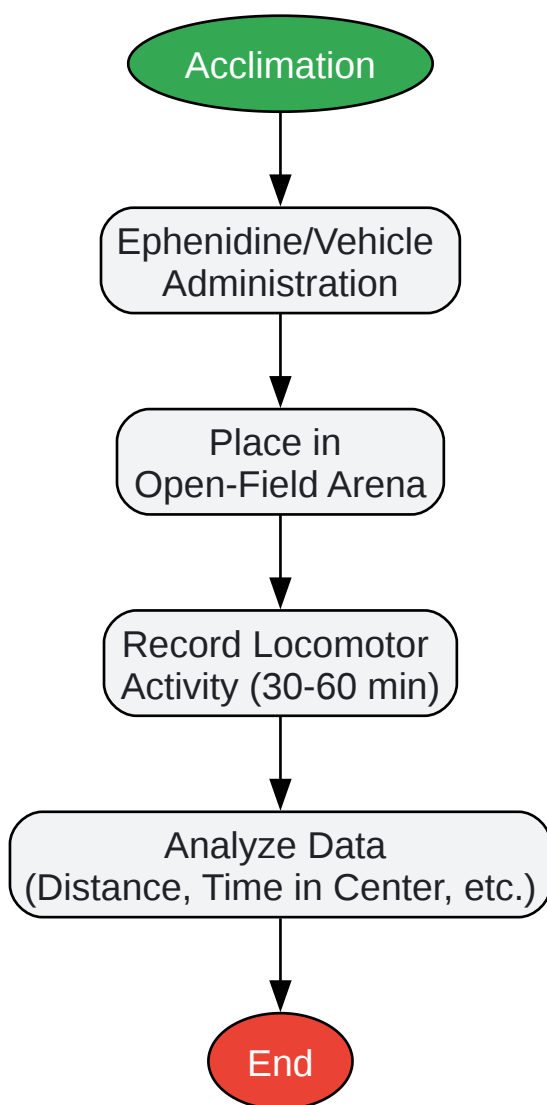 Acclimation
Ephenidine/Vehicle
Administration
Place in
Open-Field Arena
Record Locomotor
Activity (30-60 min)
Analyze Data
(Distance, Time in Center, etc.)
End